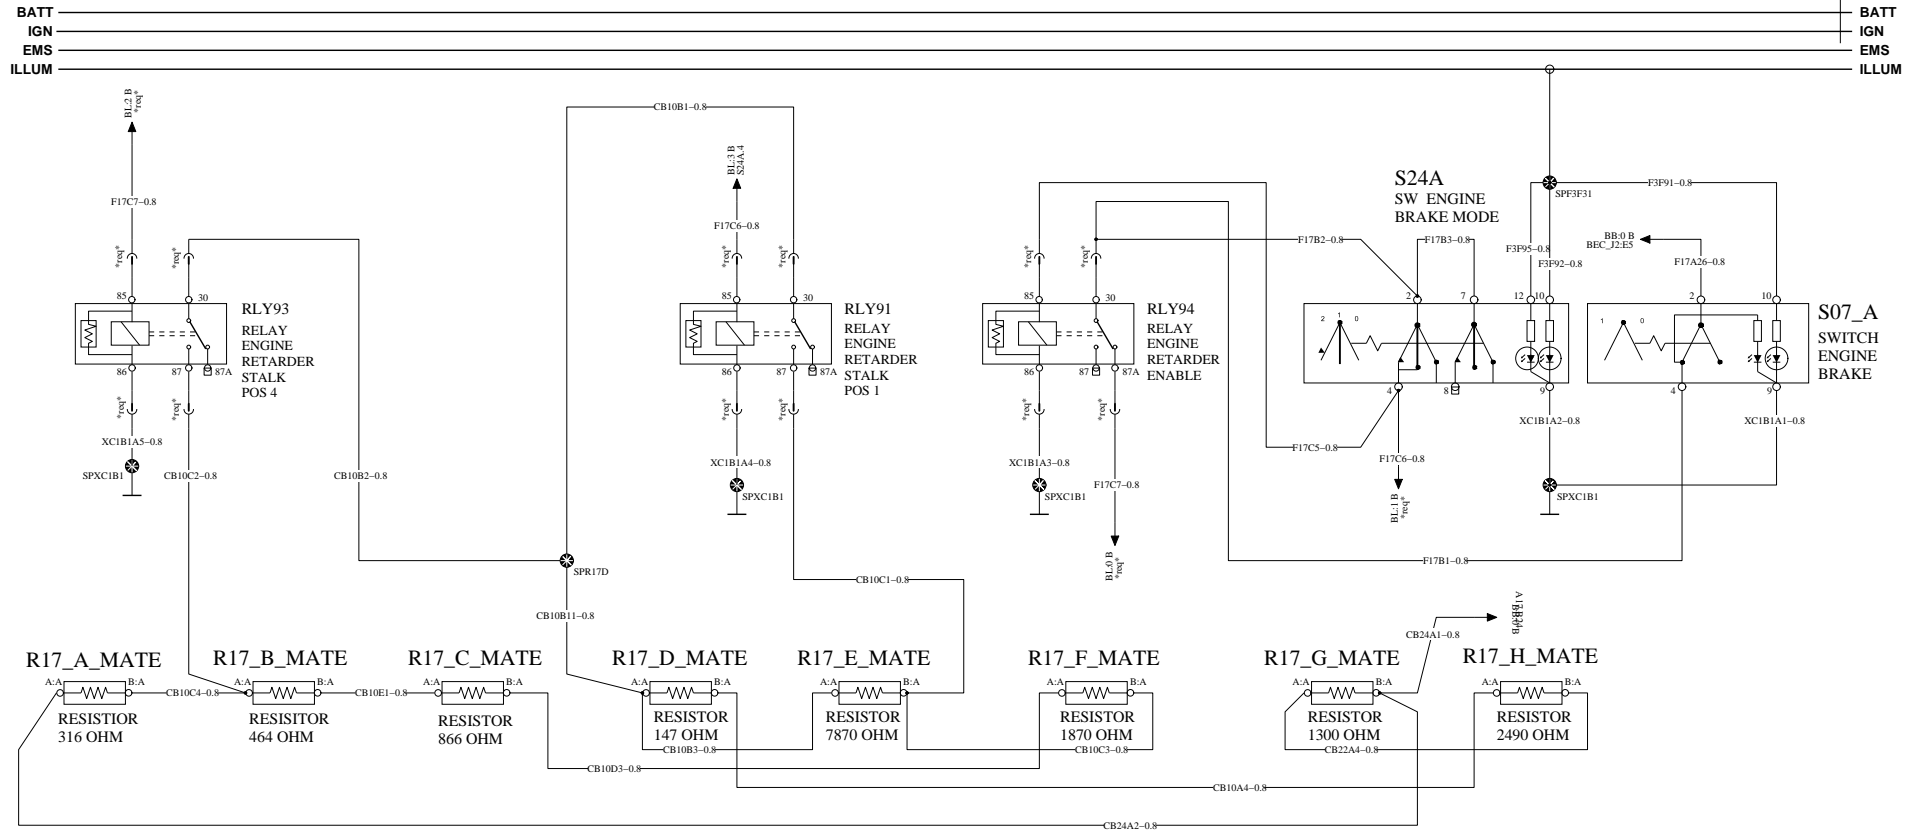 BATT BATT
IGN IGN
EMS EMS
ILLUM ILLUM
BL:2 B
*req*
CB10B1-0.8
BL:3 B
S24A.4
F17C7-0.8
F17C6-0.8
S24A
SW ENGINE
BRAKE MODE
SPF3F31
F3F91-0.8
F17B2-0.8
F17B3-0.8
F3F95-0.8
F3F92-0.8
BB:0 B
BEC_J2:E5
F17A26-0.8
*req* *req* *req* *req* *req* *req*
85 30 85 30 85 30 2 7 12 10 2 10
RLY93
RELAY
ENGINE
RETARDER
STALK
POS 4
86 87 87A
RLY91
RELAY
ENGINE
RETARDER
STALK
POS 1
86 87 87A
RLY94
RELAY
ENGINE
RETARDER
ENABLE
86 87 87A
2 1 0
4 8 9
1 0
4 9
S07_A
SWITCH
ENGINE
BRAKE
*req* *req* *req* *req* *req* *req*
XC1B1A5-0.8
SPXC1B1
CB10C2-0.8
CB10B2-0.8
XC1B1A4-0.8
SPXC1B1
XC1B1A3-0.8
SPXC1B1
F17C7-0.8
BL:0 B
*req*
F17C5-0.8
F17C6-0.8
BL:1 B
*req*
XC1B1A2-0.8
XC1B1A1-0.8
SPXC1B1
SPR17D
CB10C1-0.8
F17B1-0.8
CB10B11-0.8
CB24A1-0.8
R17_A_MATE
A:A B:A
RESISTIOR
316 OHM
CB10C4-0.8
R17_B_MATE
A:A B:A
RESISITOR
464 OHM
CB10E1-0.8
R17_C_MATE
A:A B:A
RESISTOR
866 OHM
R17_D_MATE
A:A B:A
RESISTOR
147 OHM
R17_E_MATE
A:A B:A
RESISTOR
7870 OHM
R17_F_MATE
A:A B:A
RESISTOR
1870 OHM
R17_G_MATE
A:A B:A
RESISTOR
1300 OHM
R17_H_MATE
A:A B:A
RESISTOR
2490 OHM
CB10B3-0.8
CB10C3-0.8
CB22A4-0.8
CB10D3-0.8
CB10A4-0.8
CB24A2-0.8